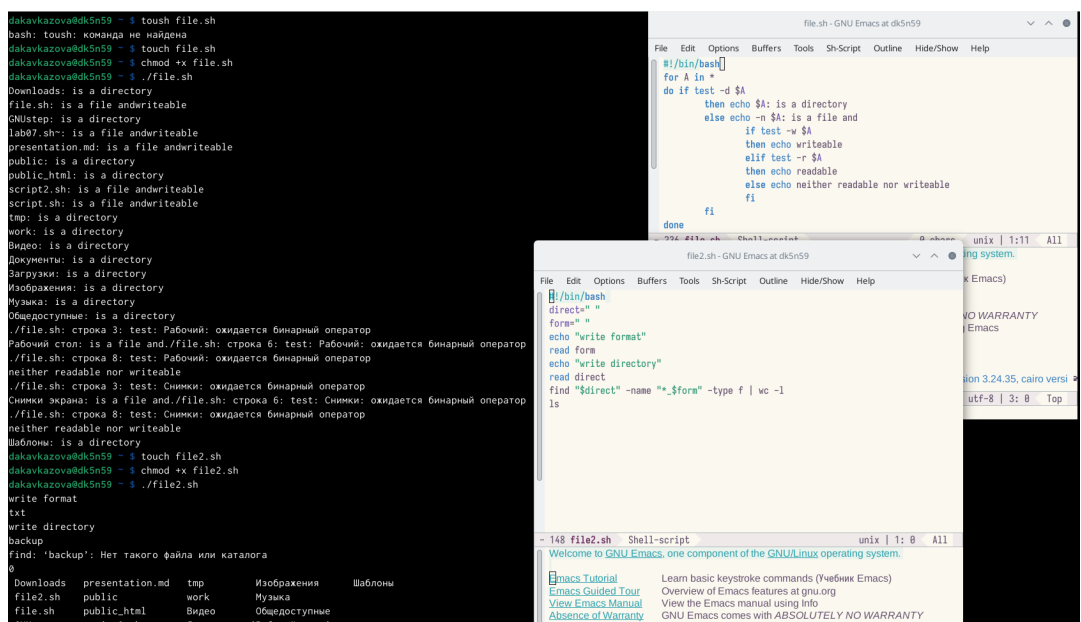 dakavkazova@dk5n59 ~ $ toush file.sh
bash: toush: команда не найдена
dakavkazova@dk5n59 ~ $ touch file.sh
dakavkazova@dk5n59 ~ $ chmod +x file.sh
dakavkazova@dk5n59 ~ $ ./file.sh
Downloads: is a directory
file.sh: is a file andwriteable
GNUstep: is a directory
lab07.sh~: is a file andwriteable
presentation.md: is a file andwriteable
public: is a directory
public_html: is a directory
script2.sh: is a file andwriteable
script.sh: is a file andwriteable
tmp: is a directory
work: is a directory
Видео: is a directory
Документы: is a directory
Загрузки: is a directory
Изображения: is a directory
Музыка: is a directory
Общедоступные: is a directory
./file.sh: строка 3: test: Рабочий: ожидается бинарный оператор
Рабочий стол: is a file and./file.sh: строка 6: test: Рабочий: ожидается бинарный оператор
./file.sh: строка 8: test: Рабочий: ожидается бинарный оператор
neither readable nor writeable
./file.sh: строка 3: test: Снимки: ожидается бинарный оператор
Снимки экрана: is a file and./file.sh: строка 6: test: Снимки: ожидается бинарный оператор
./file.sh: строка 8: test: Снимки: ожидается бинарный оператор
neither readable nor writeable
Шаблоны: is a directory
dakavkazova@dk5n59 ~ $ touch file2.sh
dakavkazova@dk5n59 ~ $ chmod +x file2.sh
dakavkazova@dk5n59 ~ $ ./file2.sh
write format
txt
write directory
backup
find: ‘backup’: Нет такого файла или каталога
0
Downloads presentation.md tmp Изображения Шаблоны
file2.sh public work Музыка
file.sh public_html Видео Общедоступные
file.sh - GNU Emacs at dk5n59
File Edit Options Buffers Tools Sh-Script Outline Hide/Show Help
#!/bin/bash
for A in *
do if test -d $A
then echo $A: is a directory
else echo -n $A: is a file and
if test -w $A
then echo writeable
elif test -r $A
then echo readable
else echo neither readable nor writeable
fi
fi
done
unix | 1:11 All
ing system.
x Emacs)
NO WARRANTY
Emacs
sion 3.24.35, cairo versi
utf-8 | 3: 0 Top
file2.sh - GNU Emacs at dk5n59
File Edit Options Buffers Tools Sh-Script Outline Hide/Show Help
#!/bin/bash
direct=" "
form=" "
echo "write format"
read form
echo "write directory"
read direct
find "$direct" -name "*_$form" -type f | wc -l
ls
- 148 file2.sh Shell-script unix | 1: 0 All
Welcome to GNU Emacs, one component of the GNU/Linux operating system.
Emacs Tutorial Learn basic keystroke commands (Учебник Emacs)
Emacs Guided Tour Overview of Emacs features at gnu.org
View Emacs Manual View the Emacs manual using Info
Absence of Warranty GNU Emacs comes with ABSOLUTELY NO WARRANTY